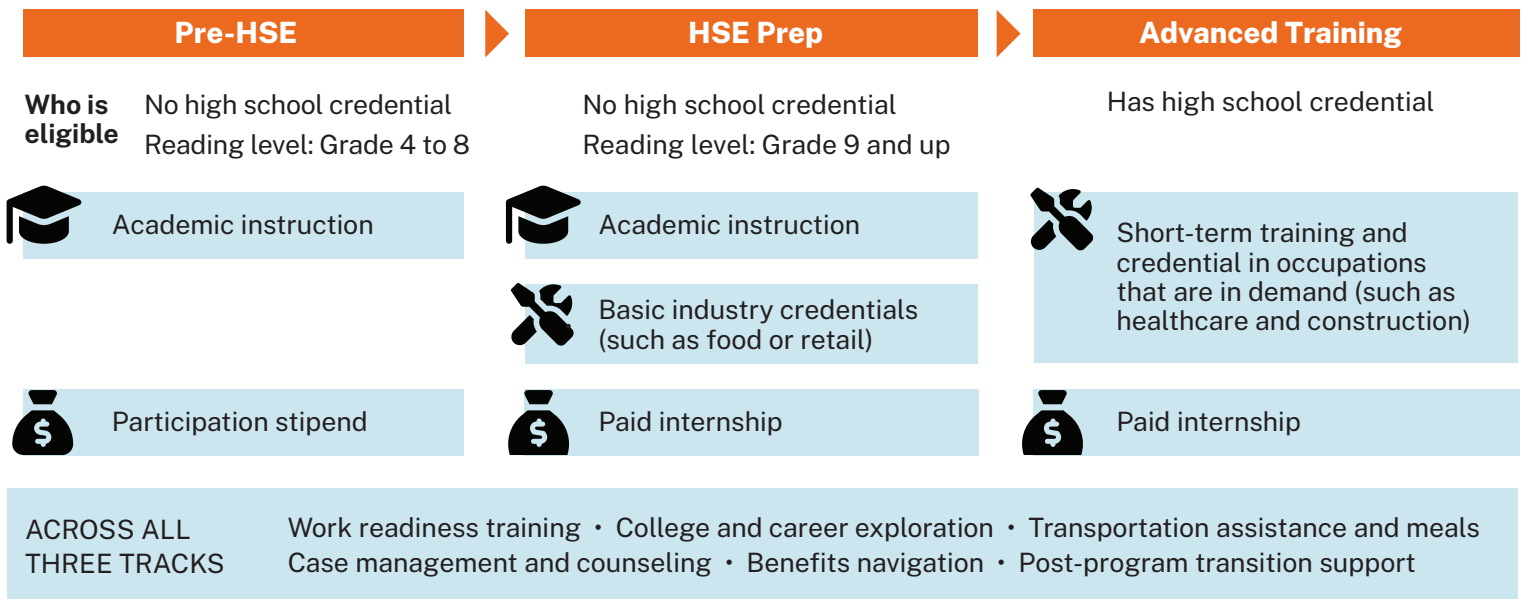 Pre-HSE
HSE Prep
Advanced Training
Who is
eligible
No high school credential
Reading level: Grade 4 to 8
No high school credential
Reading level: Grade 9 and up
Has high school credential
Academic instruction
Academic instruction
Short-term training and
credential in occupations
that are in demand (such as
healthcare and construction)
Basic industry credentials
(such as food or retail)
$ Participation stipend
$ Paid internship
$ Paid internship
ACROSS ALL
THREE TRACKS
Work readiness training • College and career exploration • Transportation assistance and meals
Case management and counseling • Benefits navigation • Post-program transition support